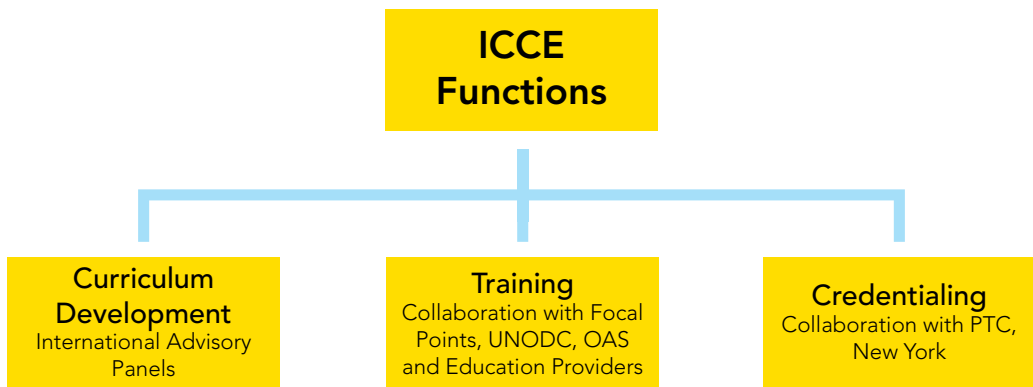 ICCE
Functions
Curriculum
Development
International Advisory
Panels
Training
Collaboration with Focal
Points, UNODC, OAS
and Education Providers
Credentialing
Collaboration with PTC,
New York